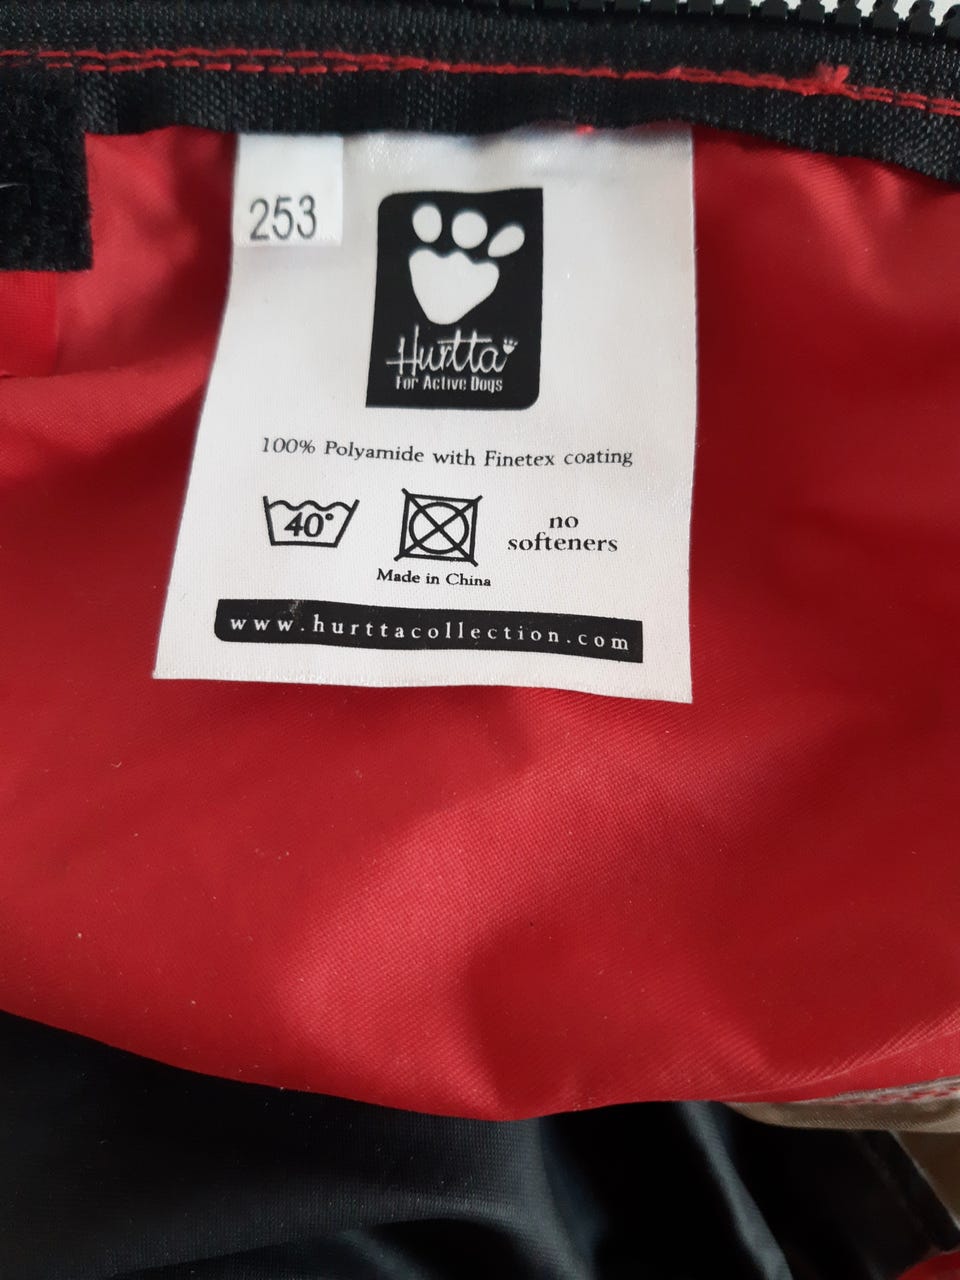 253
Hurtta
For Active Dogs
100% Polyamide with Finetex coating
40°
no
softeners
Made in China
www.hurttacollection.com